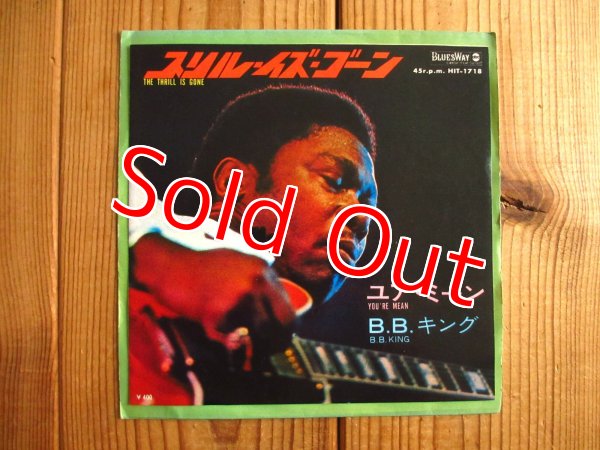 スリル・イズ・ゴーン
THE THRILL IS GONE
BLUESWAY
45r.p.m. HIT-1718
Sold Out
ユア・ミーン
YOU'RE MEAN
B.B. キング
B.B. KING
¥400